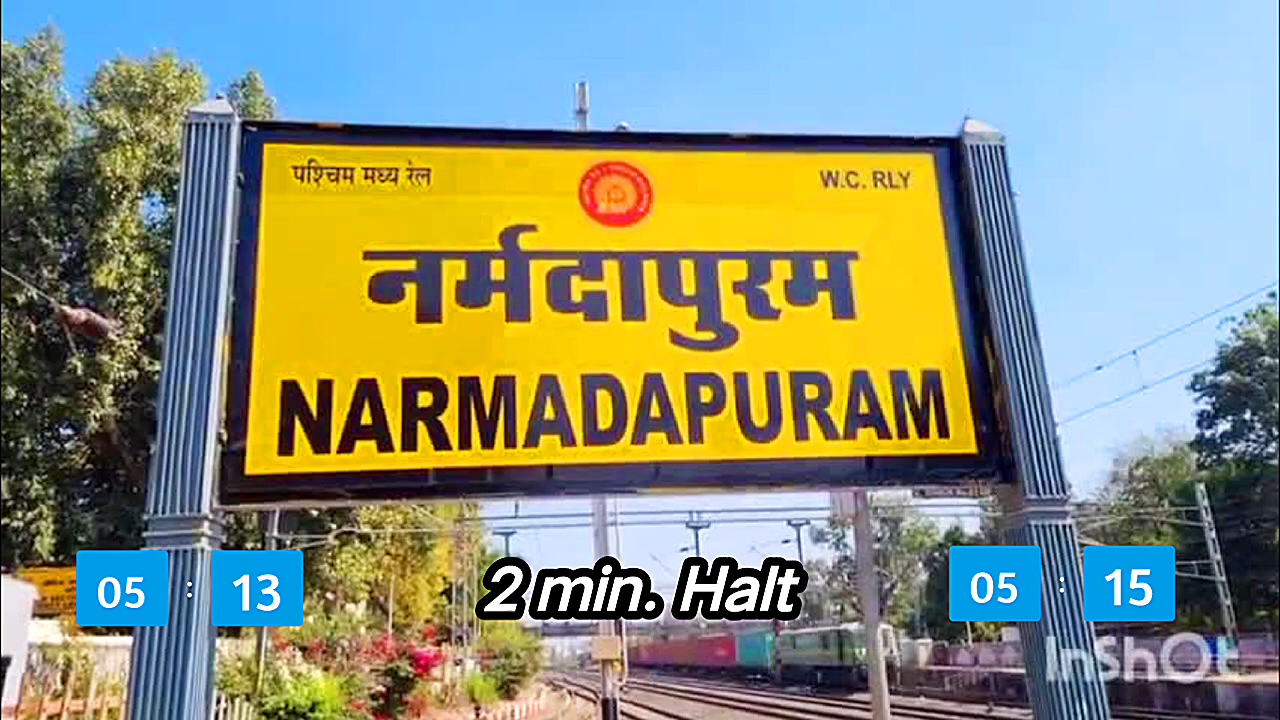 पश्चिम मध्य रेल
W.C. RLY
नर्मदापुरम
NARMADAPURAM
05 : 13
2 min. Halt
05 : 15
InShOt